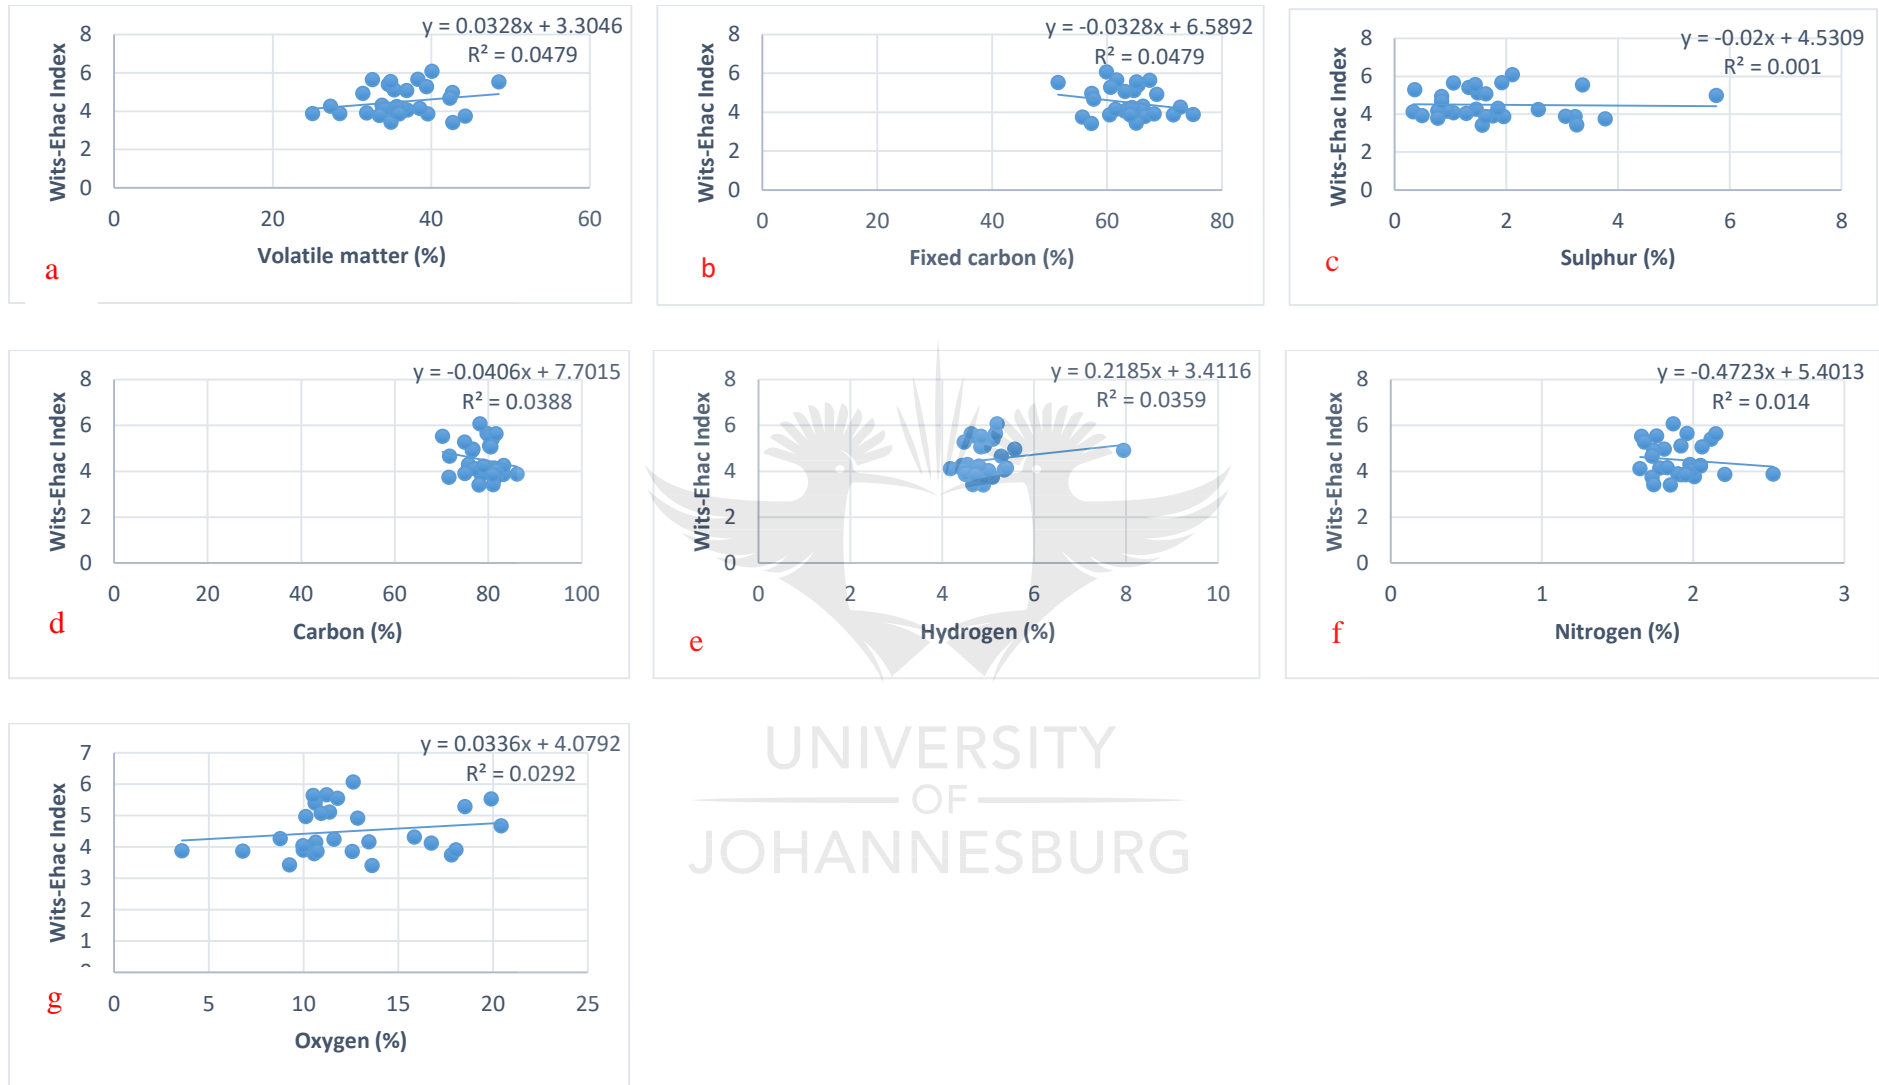 y = 0.0328x + 3.3046
R² = 0.0479
Wits-Ehac Index
8
6
4
2
0
0 20 40 60
Volatile matter (%)
a
y = -0.0328x + 6.5892
R² = 0.0479
Wits-Ehac Index
8
6
4
2
0
0 20 40 60 80
Fixed carbon (%)
b
y = -0.02x + 4.5309
R² = 0.001
Wits-Ehac Index
8
6
4
2
0
0 2 4 6 8
Sulphur (%)
c
y = -0.0406x + 7.7015
R² = 0.0388
Wits-Ehac Index
8
6
4
2
0
0 20 40 60 80 100
Carbon (%)
d
y = 0.2185x + 3.4116
R² = 0.0359
Wits-Ehac Index
8
6
4
2
0
0 2 4 6 8 10
Hydrogen (%)
e
y = -0.4723x + 5.4013
R² = 0.014
Wits-Ehac Index
8
6
4
2
0
0 1 2 3
Nitrogen (%)
f
y = 0.0336x + 4.0792
R² = 0.0292
Wits-Ehac Index
7
6
5
4
3
2
1
0
0 5 10 15 20 25
Oxygen (%)
g
UNIVERSITY
OF
JOHANNESBURG